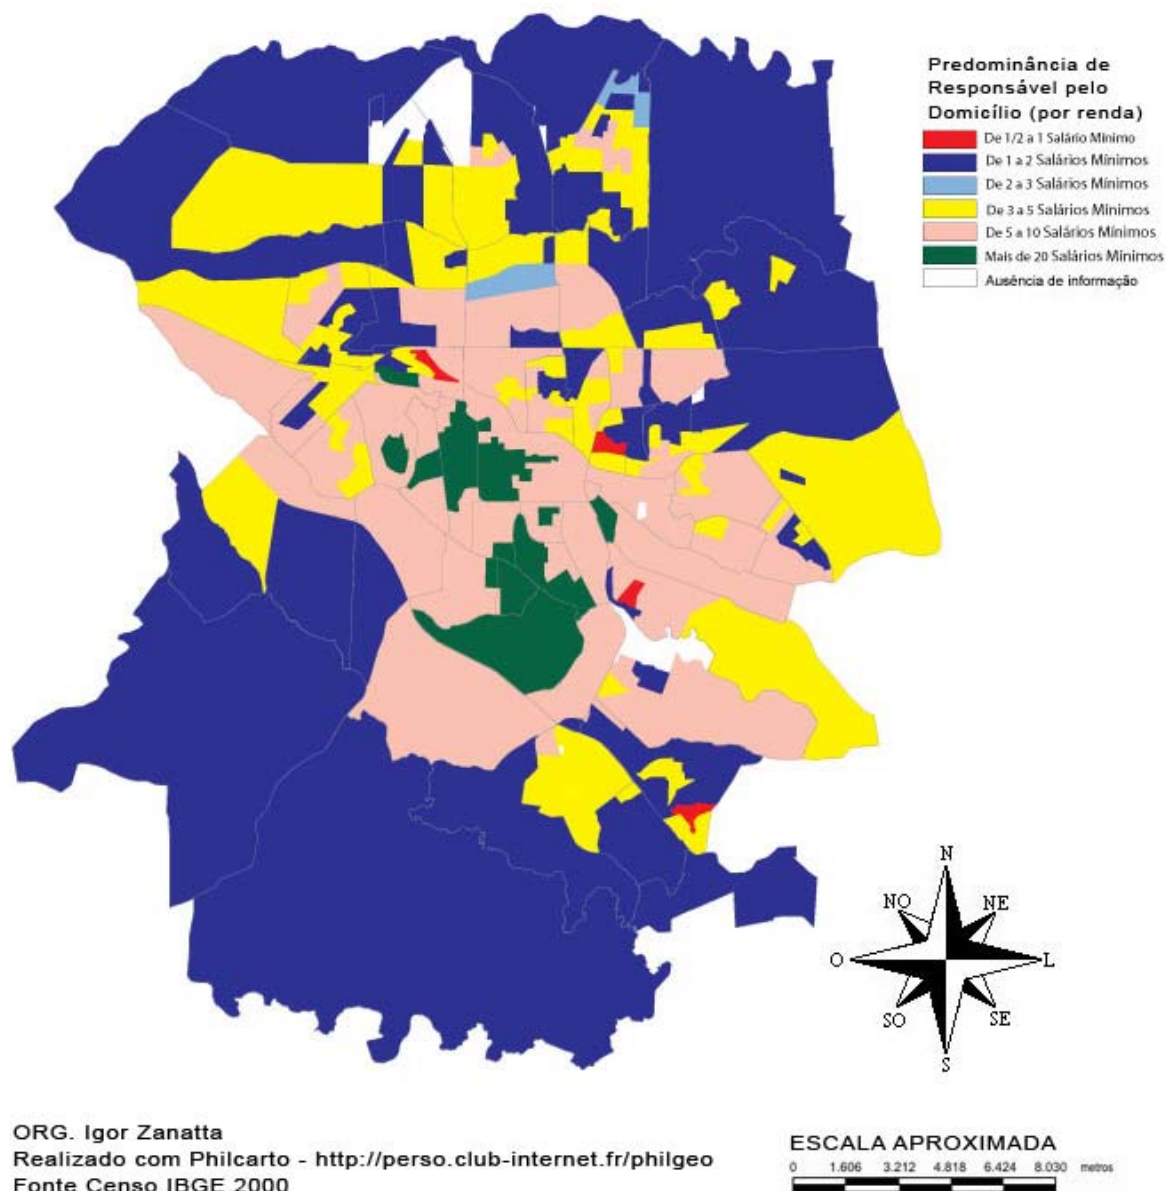 Predominância de
Responsável pelo
Domicílio (por renda)
De 1/2 a 1 Salário Mínimo
De 1 a 2 Salários Mínimos
De 2 a 3 Salários Mínimos
De 3 a 5 Salários Mínimos
De 5 a 10 Salários Mínimos
Mais de 20 Salários Mínimos
Ausência de informação
N
NO
NE
O
L
SO
SE
S
ORG. Igor Zanatta
Realizado com Philcarto - http://perso.club-internet.fr/philgeo
Fonte Censo IBGE 2000
ESCALA APROXIMADA
0 1.606 3.212 4.818 6.424 8.030 metros